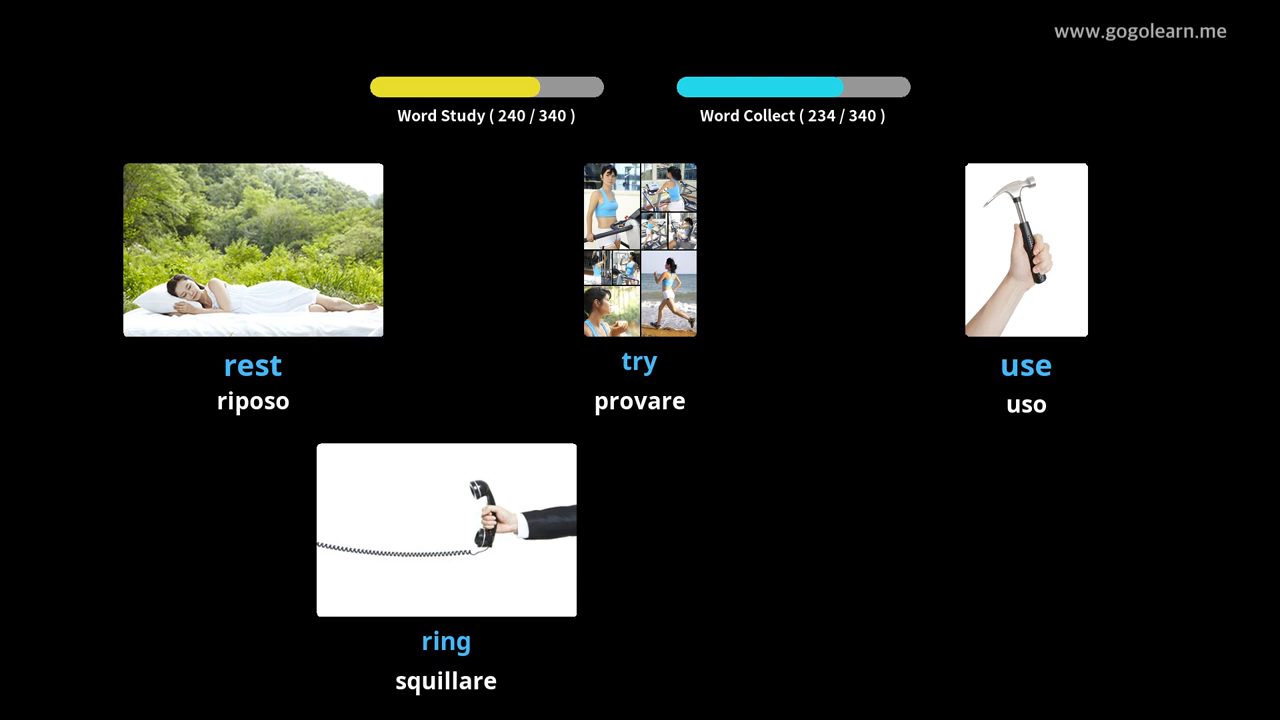 www.gogolearn.me
Word Study ( 240 / 340 )
Word Collect ( 234 / 340 )
rest
riposo
try
provare
use
uso
ring
squillare